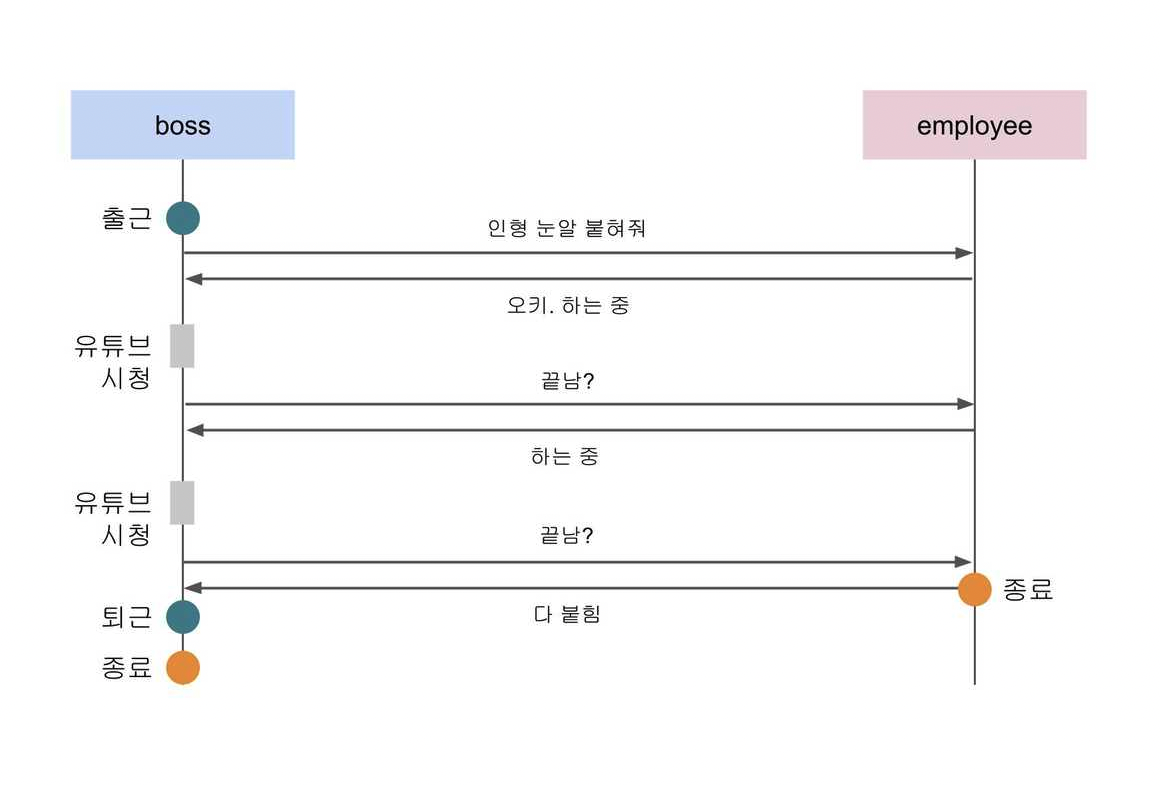 boss
employee
출근
인형 눈알 붙혀줘
오키. 하는 중
유튜브
시청
끝남?
하는 중
유튜브
시청
끝남?
종료
다 붙힘
퇴근
종료